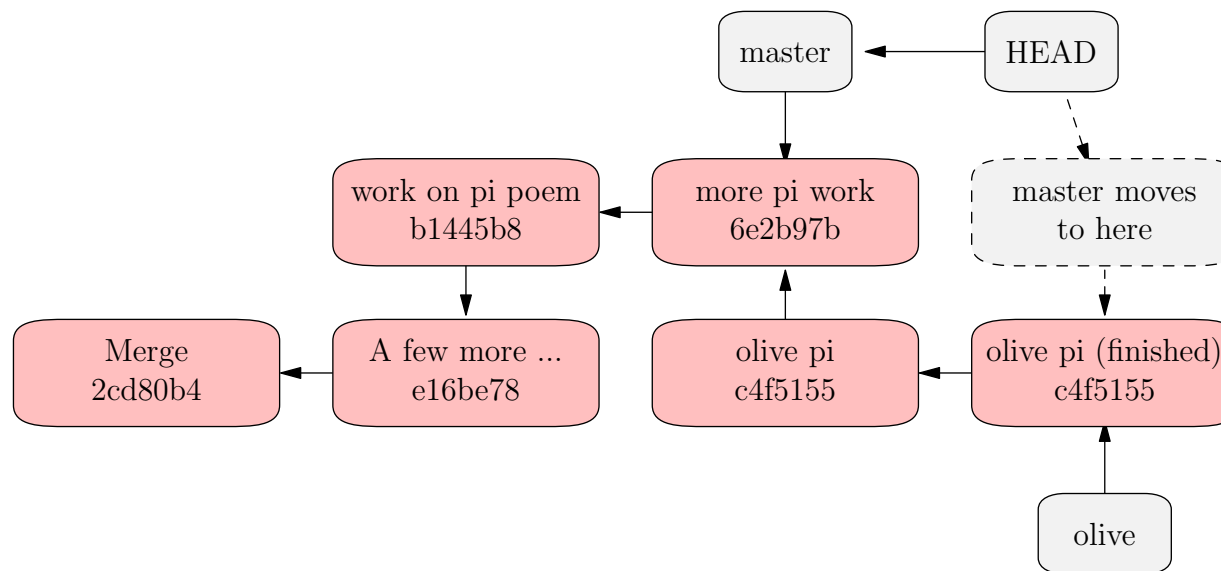 master
HEAD
work on pi poem
b1445b8
more pi work
6e2b97b
master moves
to here
Merge
2cd80b4
A few more ...
e16be78
olive pi
c4f5155
olive pi (finished)
c4f5155
olive